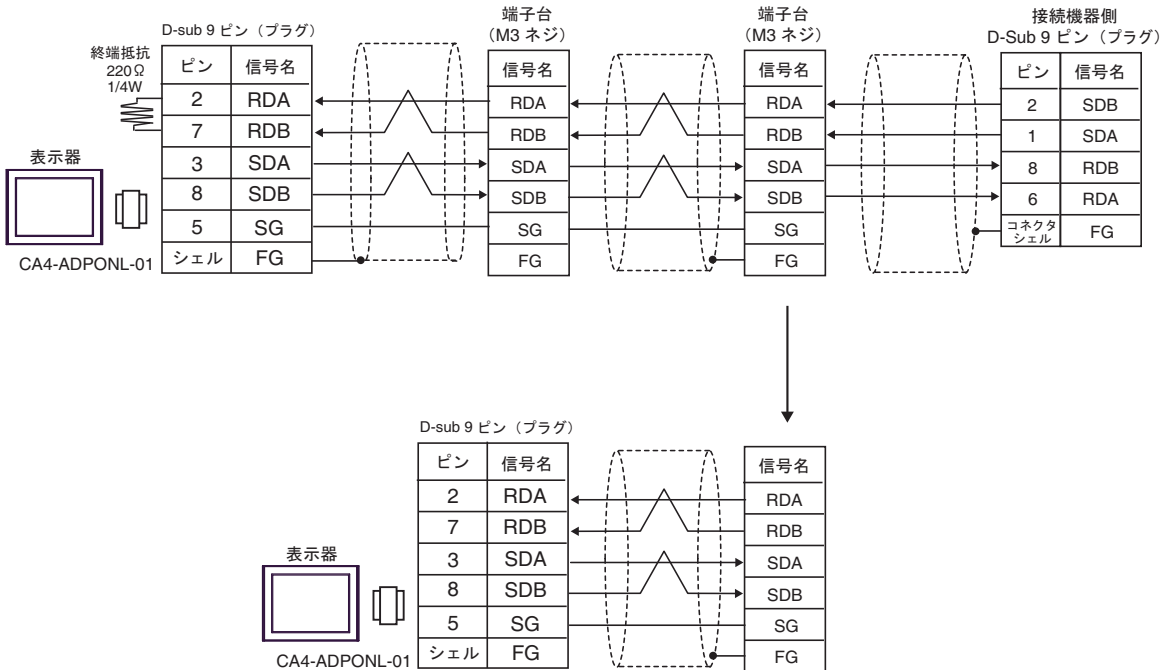 D-sub 9 ピン（プラグ）
終端抵抗
220Ω
1/4W
ピン 信号名
2 RDA
7 RDB
3 SDA
8 SDB
5 SG
シェル FG
表示器
CA4-ADPONL-01
端子台
（M3 ネジ）
信号名
RDA
RDB
SDA
SDB
SG
FG
端子台
（M3 ネジ）
信号名
RDA
RDB
SDA
SDB
SG
FG
接続機器側
D-Sub 9 ピン（プラグ）
ピン 信号名
2 SDB
1 SDA
8 RDB
6 RDA
コネクタ
シェル FG
D-sub 9 ピン（プラグ）
ピン 信号名
2 RDA
7 RDB
3 SDA
8 SDB
5 SG
シェル FG
表示器
CA4-ADPONL-01
信号名
RDA
RDB
SDA
SDB
SG
FG